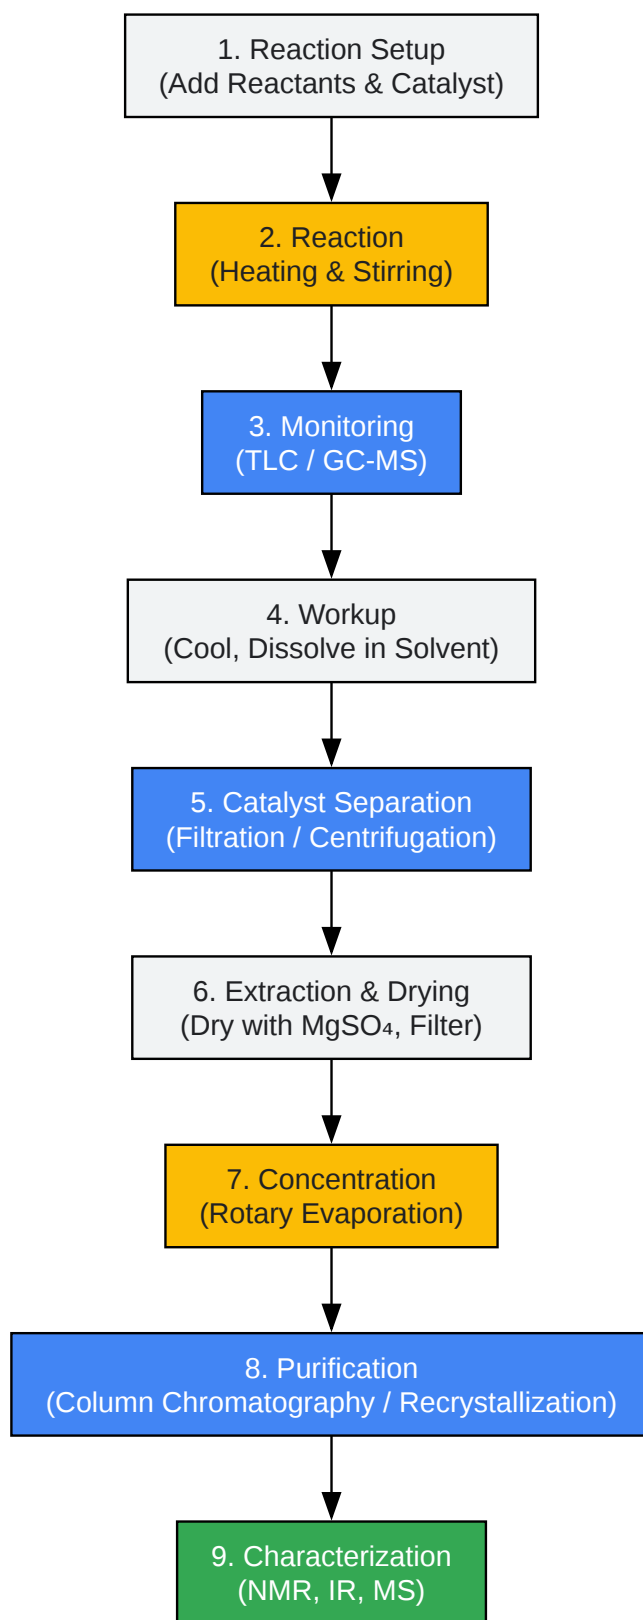 1. Reaction Setup
(Add Reactants & Catalyst)
2. Reaction
(Heating & Stirring)
3. Monitoring
(TLC / GC-MS)
4. Workup
(Cool, Dissolve in Solvent)
5. Catalyst Separation
(Filtration / Centrifugation)
6. Extraction & Drying
(Dry with MgSO₄, Filter)
7. Concentration
(Rotary Evaporation)
8. Purification
(Column Chromatography / Recrystallization)
9. Characterization
(NMR, IR, MS)